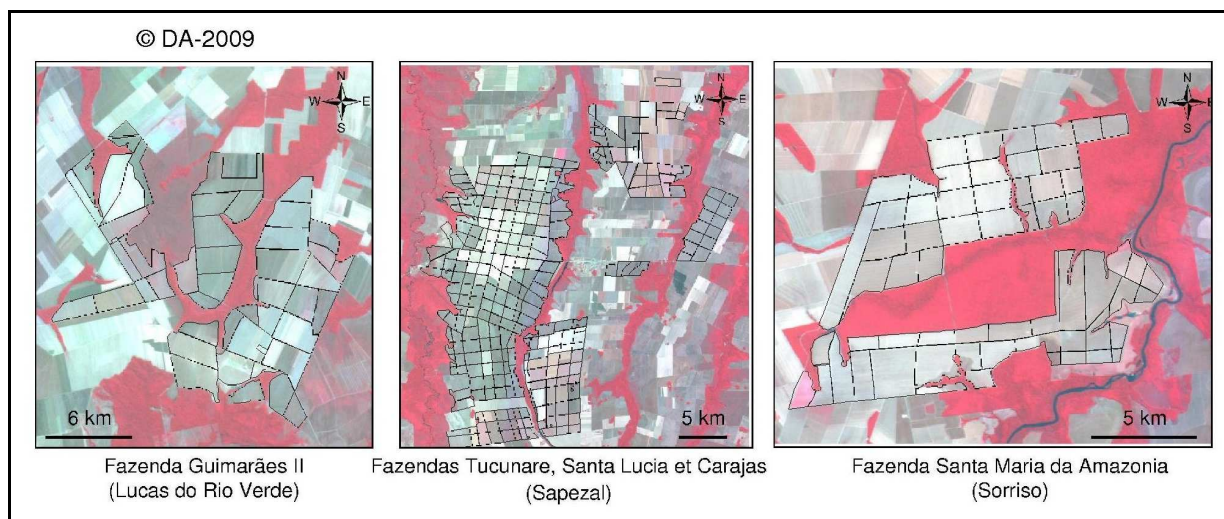 © DA-2009
N
W E
S
N
W E
S
N
W E
S
6 km
5 km
5 km
Fazenda Guimarães II
(Lucas do Rio Verde)
Fazendas Tucunare, Santa Lucia et Carajas
(Sapezal)
Fazenda Santa Maria da Amazonia
(Sorriso)